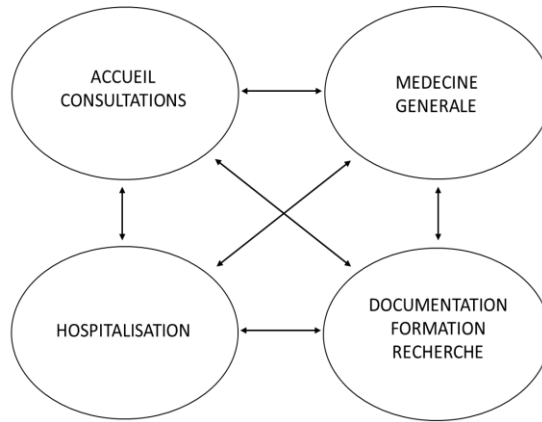 ACCUEIL
CONSULTATIONS
MEDECINE
GENERALE
HOSPITALISATION
DOCUMENTATION
FORMATION
RECHERCHE